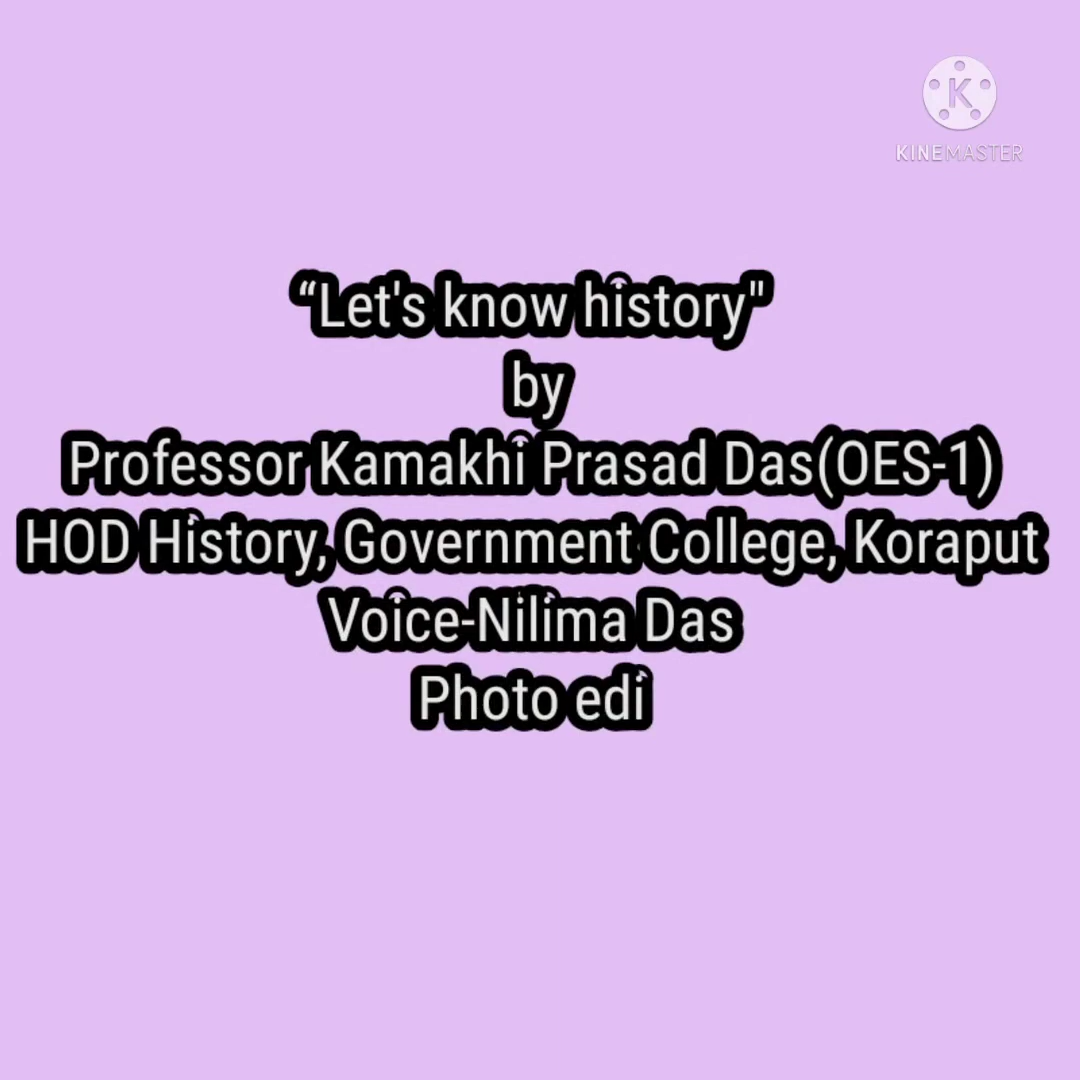 KINEMASTER
“Let's know history"
by
Professor Kamakhi Prasad Das(OES-1)
HOD History, Government College, Koraput
Voice-Nilima Das
Photo edi